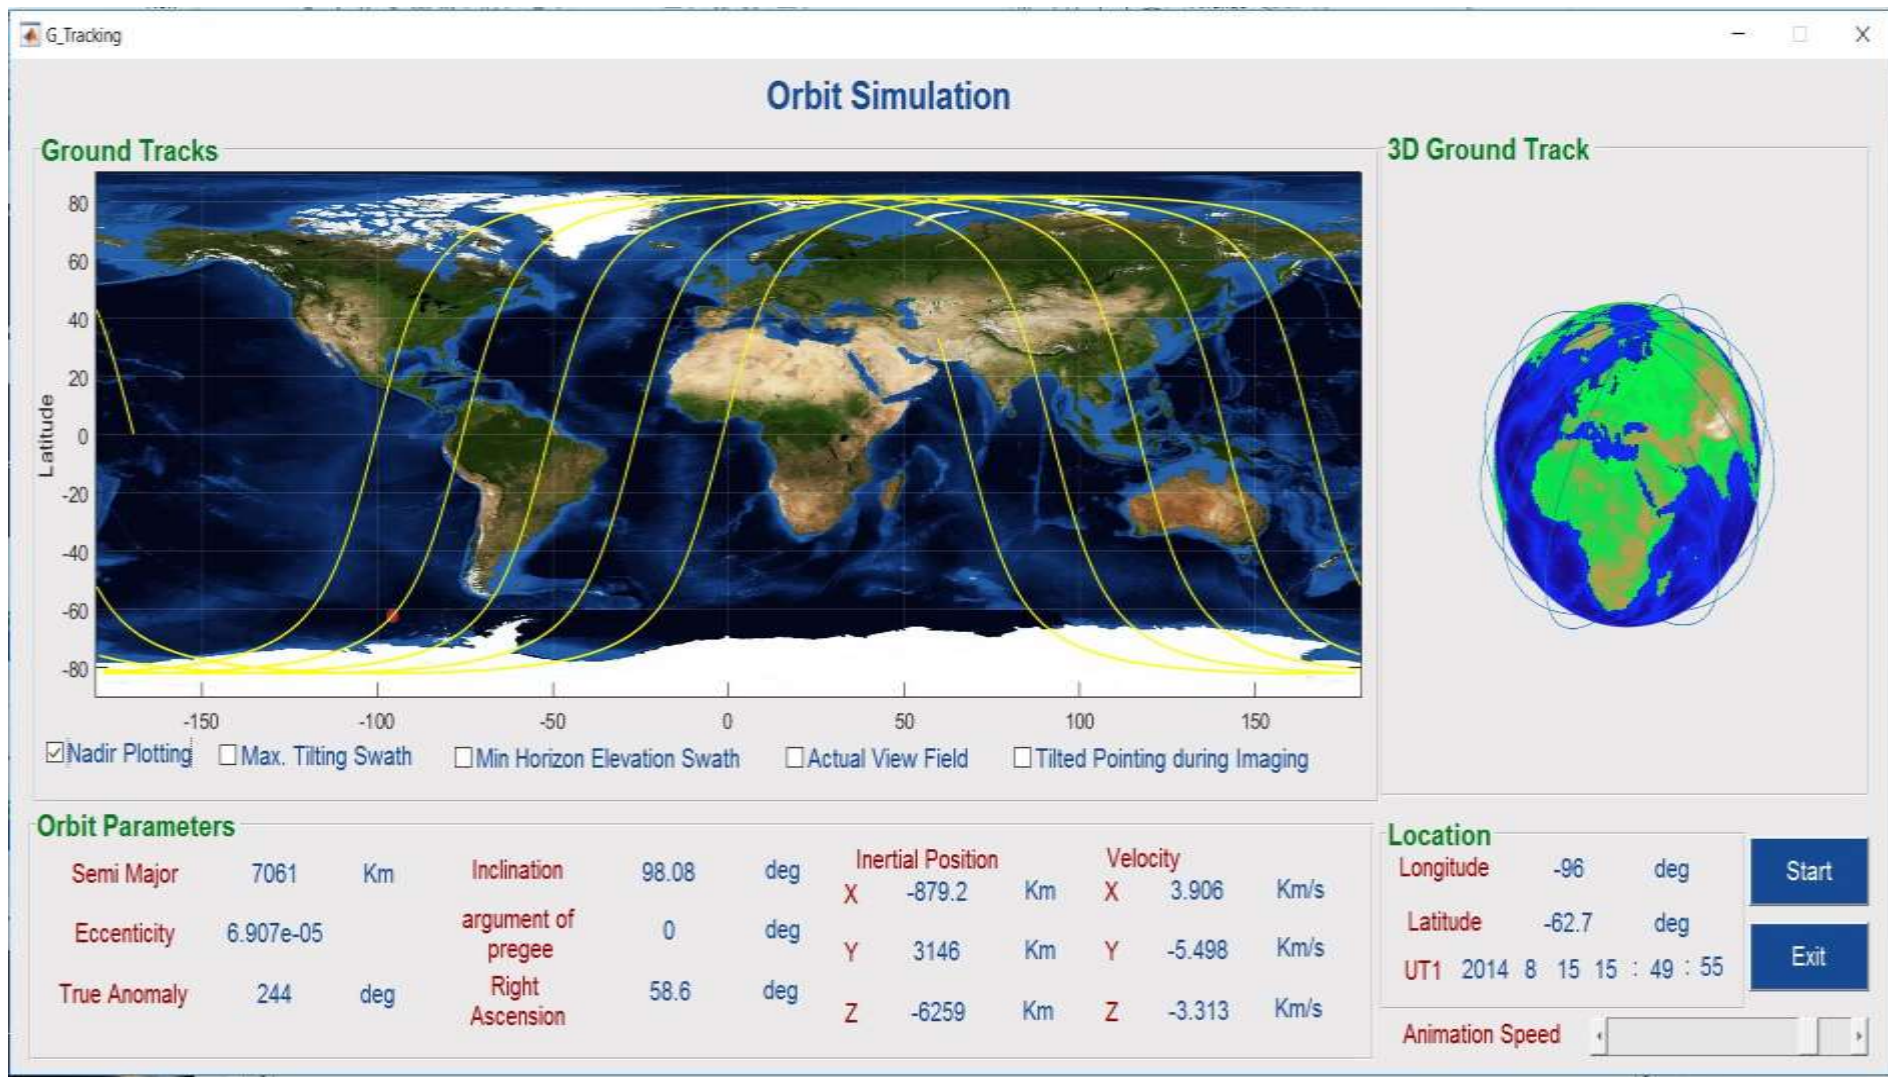 G_Tracking
Orbit Simulation
Ground Tracks
3D Ground Track
Latitude
80
60
40
20
0
-20
-40
-60
-80
-150 -100 -50 0 50 100 150
Nadir Plotting Max. Tilting Swath Min Horizon Elevation Swath Actual View Field Tilted Pointing during Imaging
Orbit Parameters
Semi Major 7061 Km
Eccenticity 6.907e-05
True Anomaly 244 deg
Inclination 98.08 deg
argument of
pregee 0 deg
Right
Ascension 58.6 deg
Inertial Position
X -879.2 Km
Y 3146 Km
Z -6259 Km
Velocity
X 3.906 Km/s
Y -5.498 Km/s
Z -3.313 Km/s
Location
Longitude -96 deg
Latitude -62.7 deg
UT1 2014 8 15 15 : 49 : 55
Start
Exit
Animation Speed